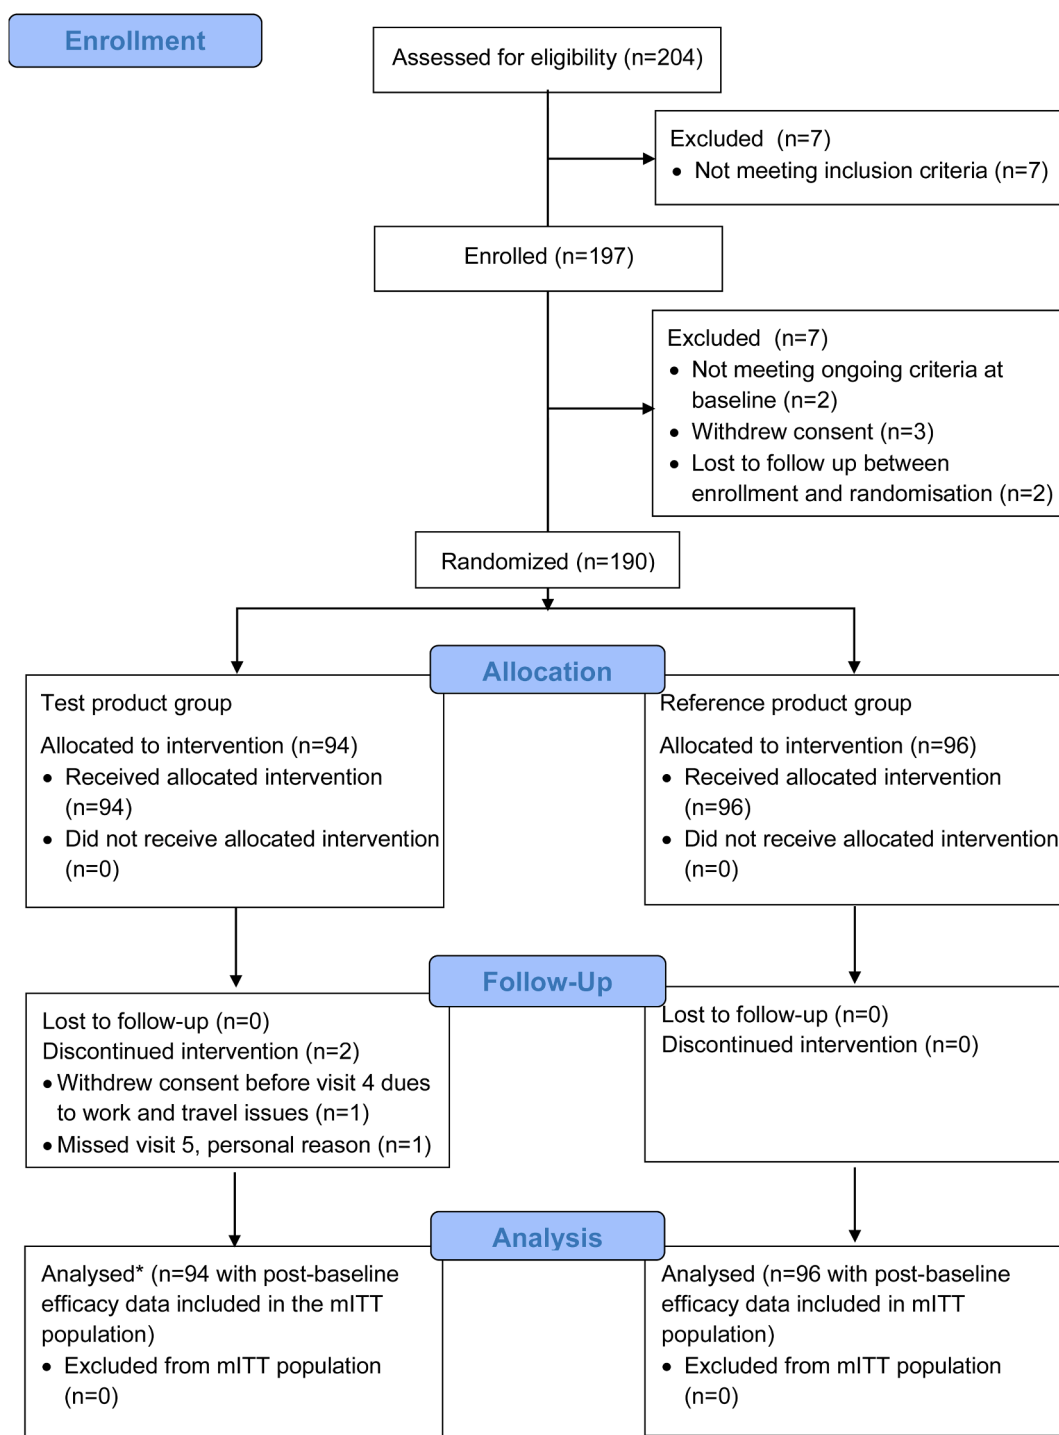 Enrollment
Assessed for eligibility (n=204)
Excluded (n=7)
• Not meeting inclusion criteria (n=7)
Enrolled (n=197)
Excluded (n=7)
• Not meeting ongoing criteria at
baseline (n=2)
• Withdrew consent (n=3)
• Lost to follow up between
enrollment and randomisation (n=2)
Randomized (n=190)
Allocation
Test product group
Allocated to intervention (n=94)
• Received allocated intervention
(n=94)
• Did not receive allocated intervention
(n=0)
Reference product group
Allocated to intervention (n=96)
• Received allocated intervention
(n=96)
• Did not receive allocated intervention
(n=0)
Follow-Up
Lost to follow-up (n=0)
Discontinued intervention (n=2)
• Withdrew consent before visit 4 dues
to work and travel issues (n=1)
• Missed visit 5, personal reason (n=1)
Lost to follow-up (n=0)
Discontinued intervention (n=0)
Analysis
Analysed* (n=94 with post-baseline
efficacy data included in the mITT
population)
• Excluded from mITT population
(n=0)
Analysed (n=96 with post-baseline
efficacy data included in mITT
population)
• Excluded from mITT population
(n=0)